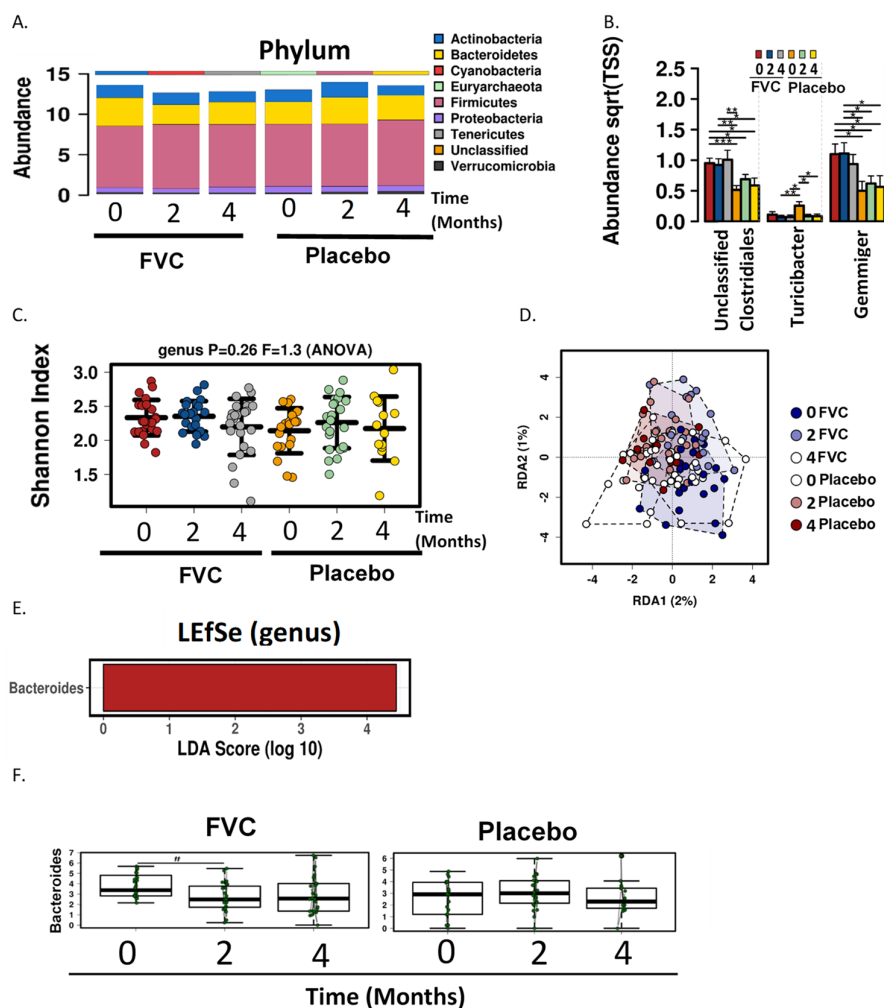 A.
Phylum
Abundance
15
10
5
0
0 2 4 0 2 4
Time
(Months)
FVC Placebo
Actinobacteria
Bacteroidetes
Cyanobacteria
Euryarchaeota
Firmicutes
Proteobacteria
Tenericutes
Unclassified
Verrucomicrobia
B.
0 2 4 0 2 4
FVC Placebo
Abundance sqrt(TSS)
2.5
2.0
1.5
1.0
0.5
0.0
**
*
**
*
*
***
*
**
*
*
*
*
*
*
*
*
Unclassified
Clostridiales
Turicibacter
Gemmiger
C.
genus P=0.26 F=1.3 (ANOVA)
Shannon Index
3.0
2.5
2.0
1.5
0 2 4 0 2 4
Time
(Months)
FVC Placebo
D.
RDA2 (1%)
4
2
0
-2
-4
-4 -2 0 2 4
RDA1 (2%)
0 FVC
2 FVC
4 FVC
0 Placebo
2 Placebo
4 Placebo
E.
LEfSe (genus)
Bacteroides
0 1 2 3 4
LDA Score (log 10)
F.
FVC Placebo
Bacteroides
7
6
5
4
3
2
1
0
"
6
5
4
3
2
1
0
0 2 4 0 2 4
Time (Months)